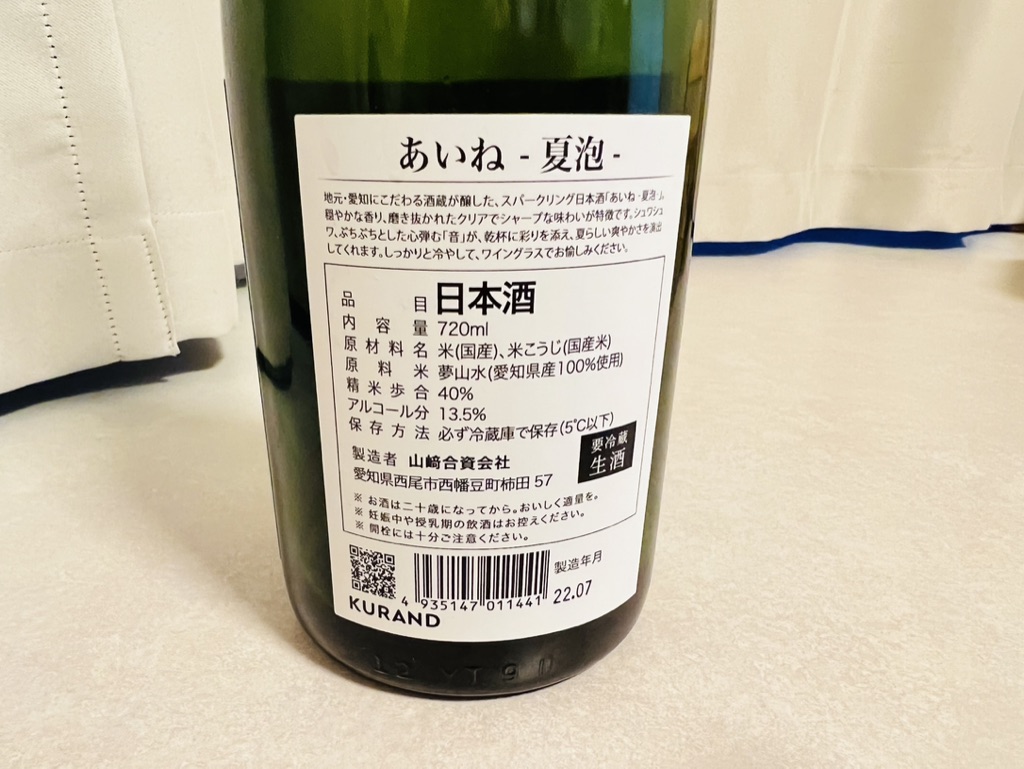 あいね - 夏泡 -
地元・愛知にこだわる酒蔵が醸した、スパークリング日本酒「あいね - 夏泡 -」。
穏やかな香り、磨き抜かれたクリアでシャープな味わいが特徴です。シュワシュ
ワ、ぷちぷちとした心弾む「音」が、乾杯に彩りを添え、夏らしい爽やかさを演出
してくれます。しっかりと冷やして、ワイングラスでお愉しみください。
品目 日本酒
内容量 720ml
原材料名 米(国産)、米こうじ(国産米)
原料米 夢山水(愛知県産100%使用)
精米歩合 40%
アルコール分 13.5%
保存方法 必ず冷蔵庫で保存(5℃以下)
要冷蔵
生酒
製造者 山﨑合資会社
愛知県西尾市西幡豆町柿田 57
※ お酒は二十歳になってから。おいしく適量を。
※ 妊娠中や授乳期の飲酒はお控えください。
※ 開栓には十分ご注意ください。
製造年月
22.07
4 935147 011441
KURAND